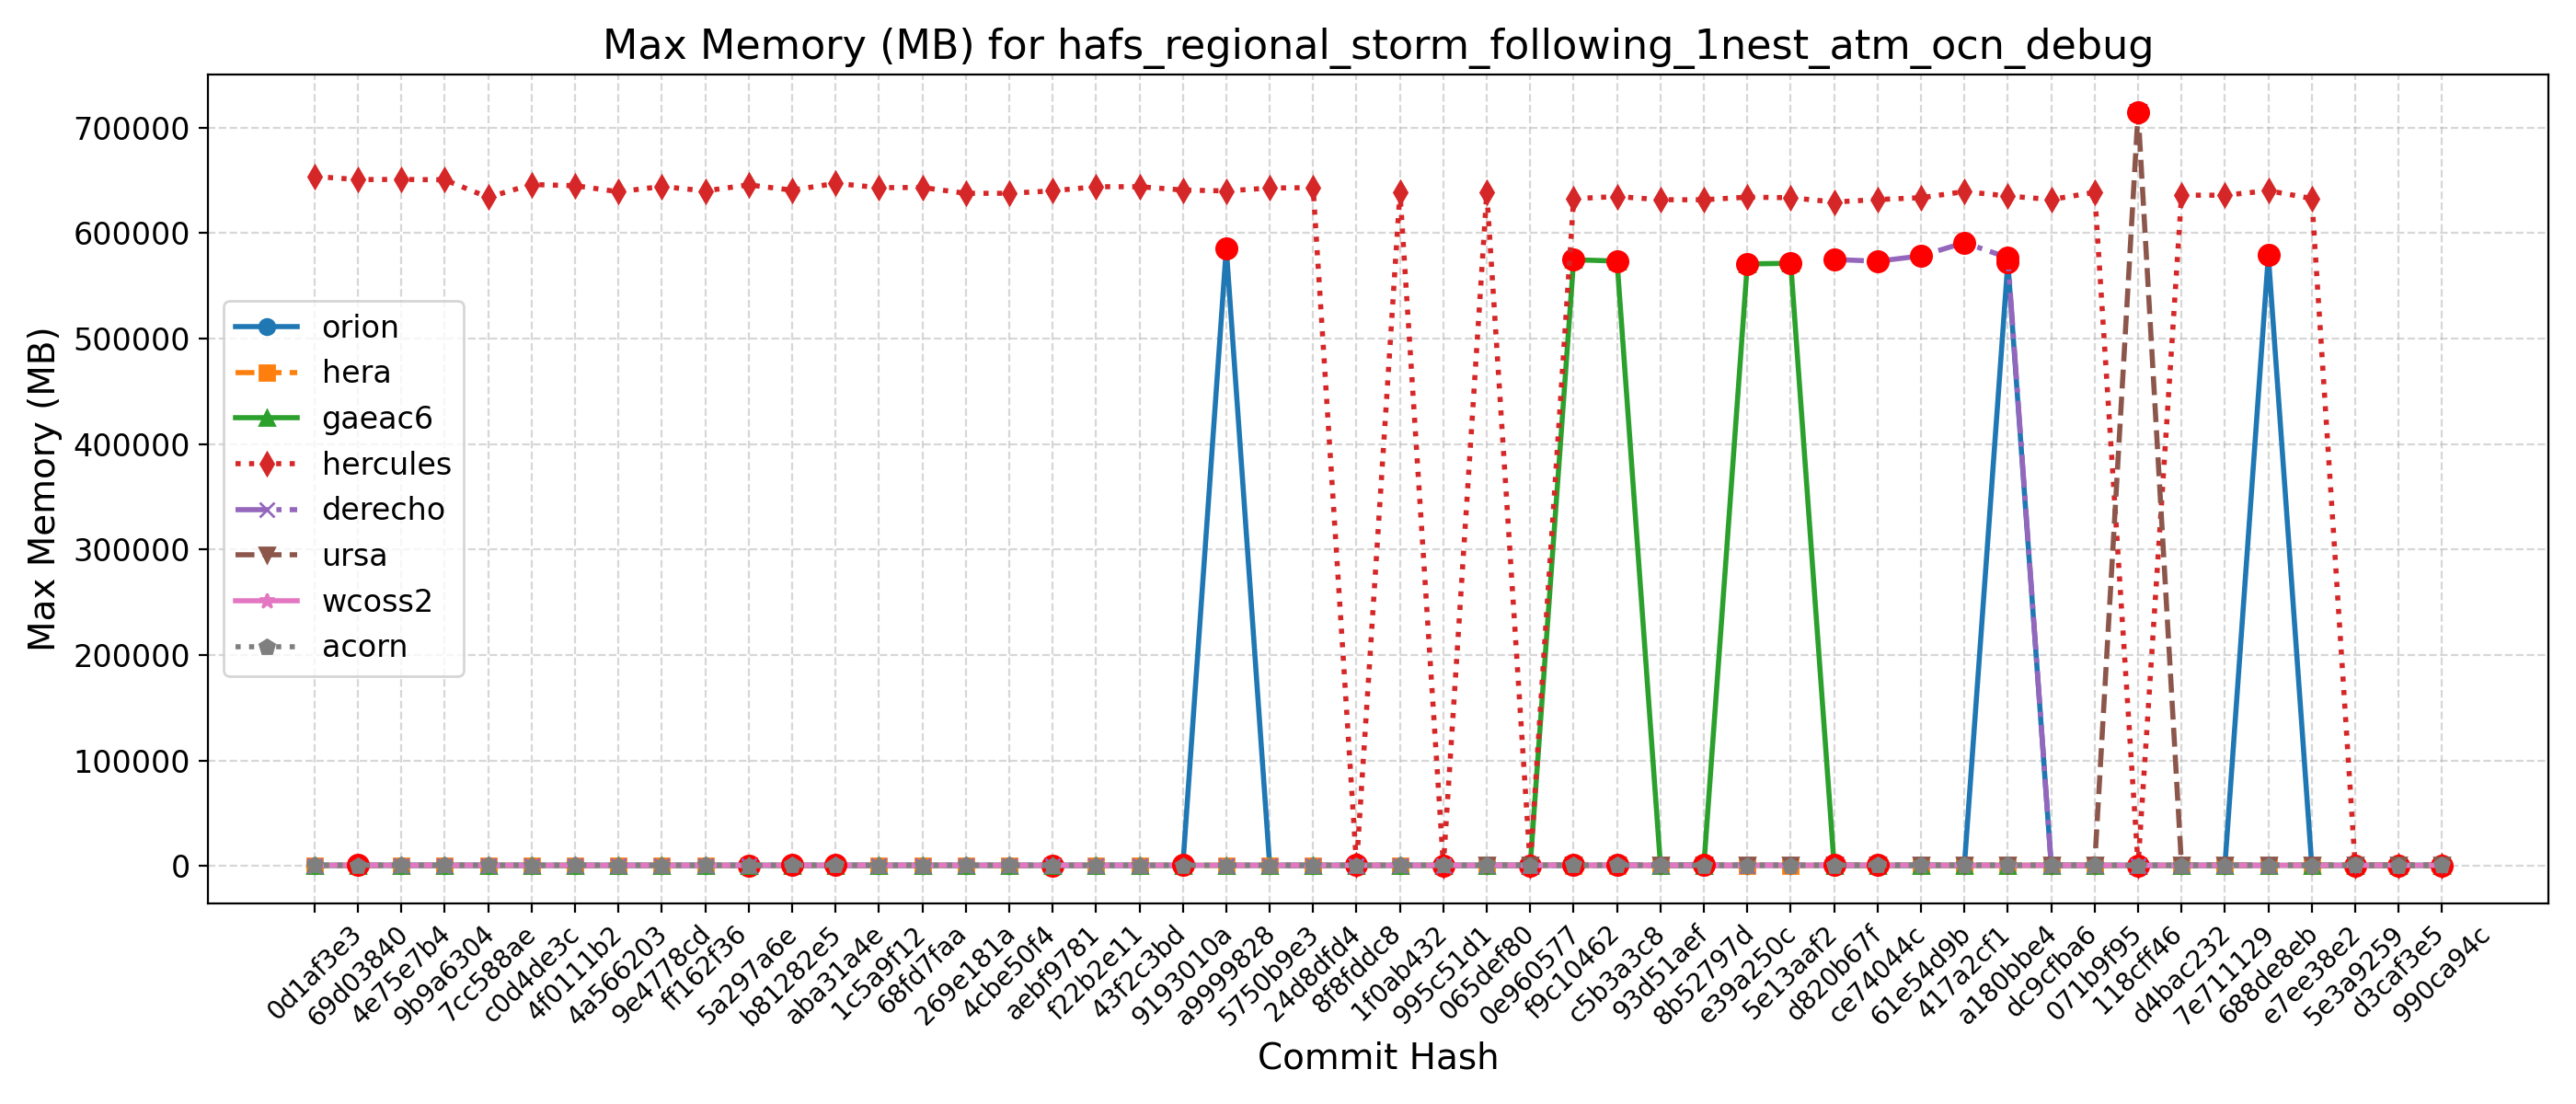 Max Memory (MB) for hafs_regional_storm_following_1nest_atm_ocn_debug
Max Memory (MB)
700000
600000
500000
400000
300000
200000
100000
0
orion
hera
gaeac6
hercules
derecho
ursa
wcoss2
acorn
0d1af3e3
69d03840
4e75e7b4
9b9a6304
7cc588ae
c0d4de3c
4f0111b2
4a566203
9e4778cd
ff162f36
5a297a6e
b81282e5
aba31a4e
1c5a9f12
68fd7faa
269e181a
4cbe50f4
aebf9781
f22b2e11
43f2c3bd
9193010a
a9999828
5750b9e3
24d8dfd4
8f8fddc8
1f0ab432
995c51d1
065def80
0e960577
f9c10462
c5b3a3c8
93d51aef
8b52797d
e39a250c
5e13aaf2
d820b67f
ce74044c
61e54d9b
417a2cf1
a180bbe4
dc9cfba6
071b9f95
118cff46
d4bac232
7e711129
688de8eb
e7ee38e2
5e3a9259
d3caf3e5
990ca94c
Commit Hash